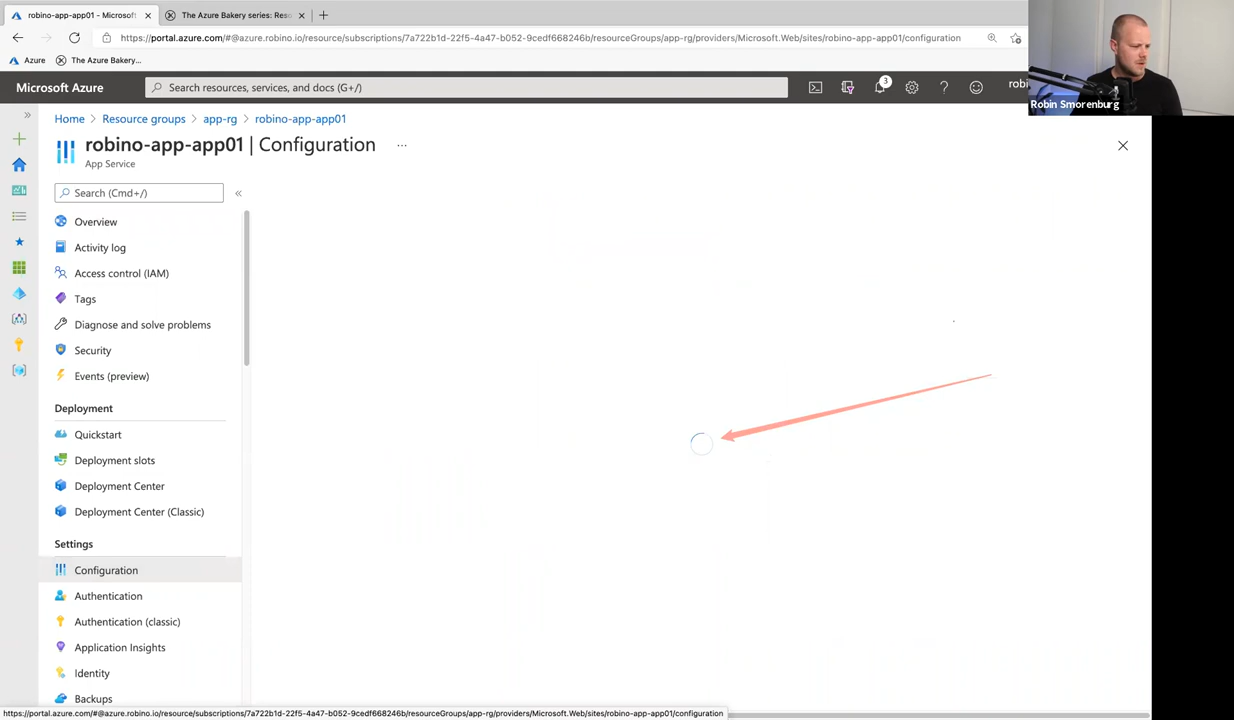 robino-app-app01 - Microsoft
The Azure Bakery series: Res
https://portal.azure.com/#@azure.robino.io/resource/subscriptions/7a722b1d-22f5-4a47-b052-9cedf668246b/resourceGroups/app-rg/providers/Microsoft.Web/sites/robino-app-app01/configuration
Azure
The Azure Bakery...
Microsoft Azure
Search resources, services, and docs (G+/)
3
robi
Robin Smorenburg
Home > Resource groups > app-rg > robino-app-app01
robino-app-app01 | Configuration ...
App Service
Search (Cmd+/)
Overview
Activity log
Access control (IAM)
Tags
Diagnose and solve problems
Security
Events (preview)
Deployment
Quickstart
Deployment slots
Deployment Center
Deployment Center (Classic)
Settings
Configuration
Authentication
Authentication (classic)
Application Insights
Identity
Backups
https://portal.azure.com/#@azure.robino.io/resource/subscriptions/7a722b1d-22f5-4a47-b052-9cedf668246b/resourceGroups/app-rg/providers/Microsoft.Web/sites/robino-app-app01/configuration